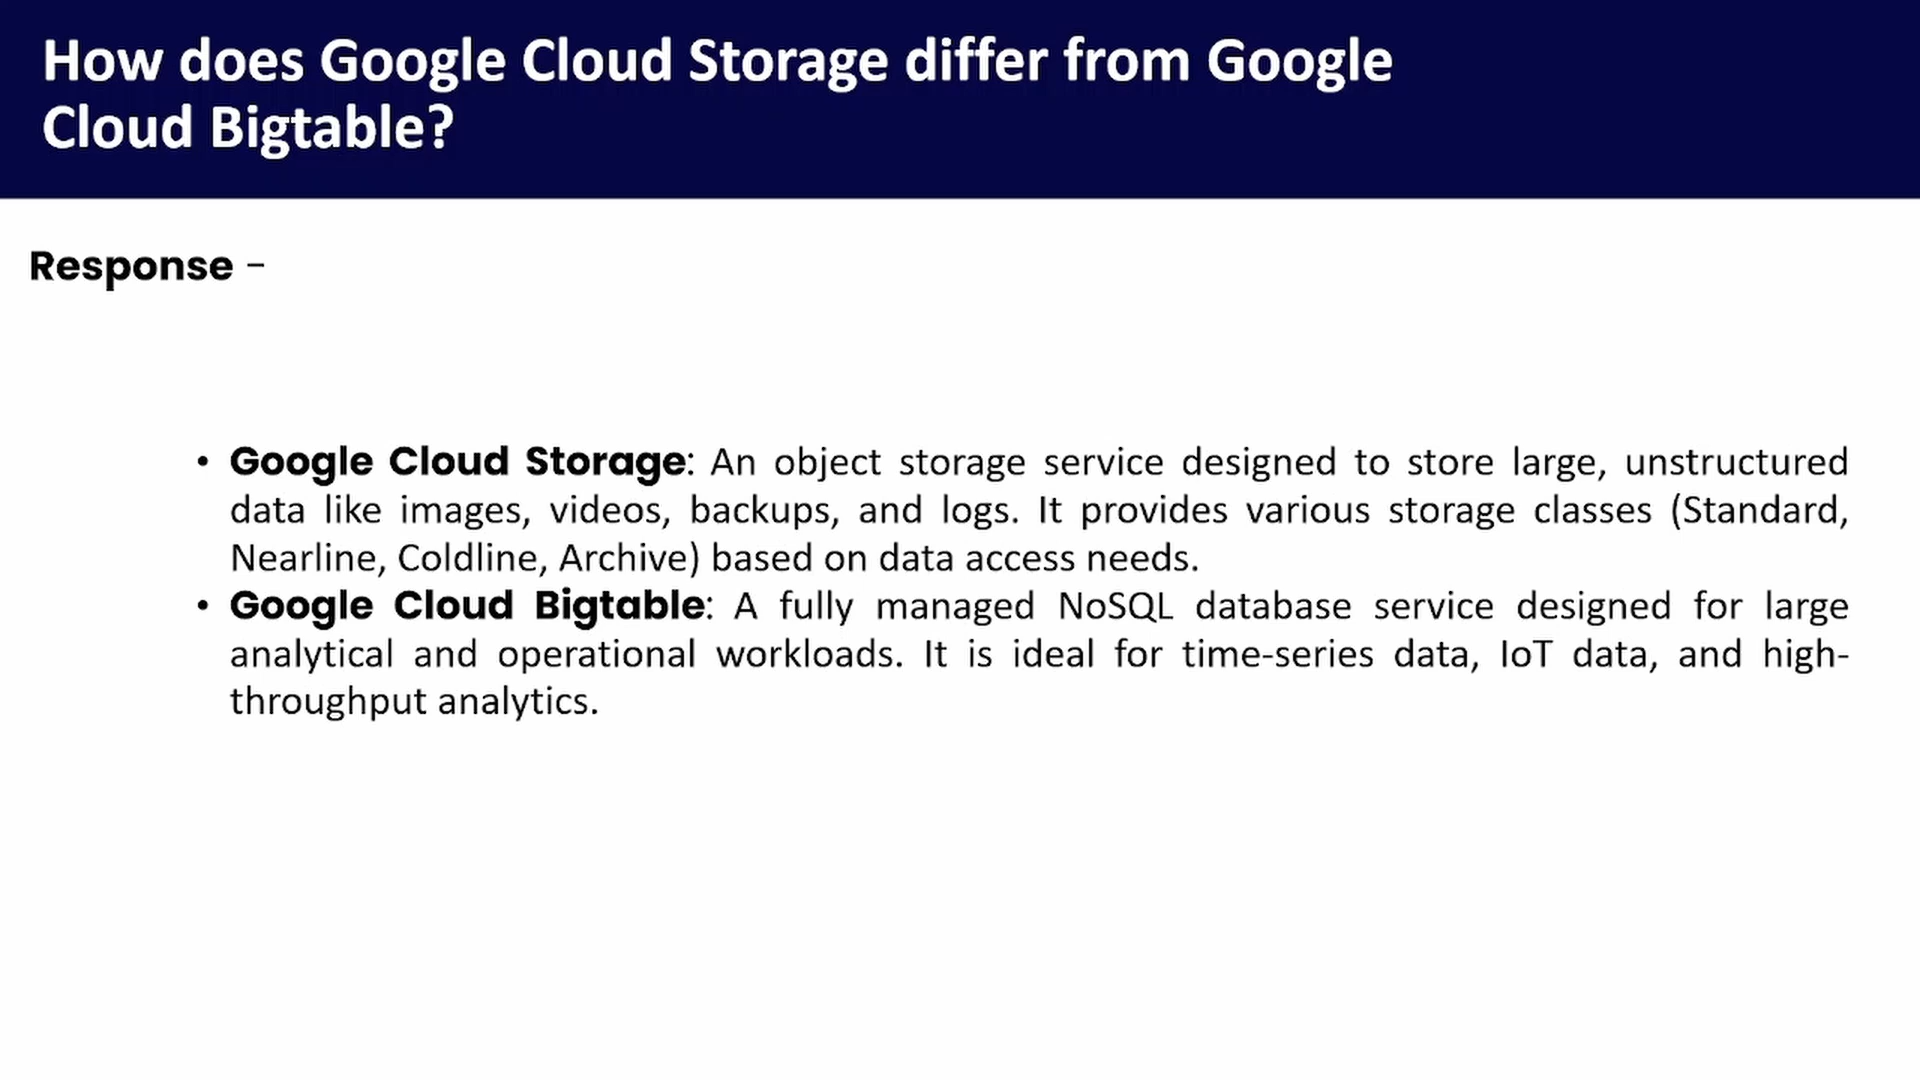 How does Google Cloud Storage differ from Google
Cloud Bigtable?
Response –
• Google Cloud Storage: An object storage service designed to store large, unstructured
data like images, videos, backups, and logs. It provides various storage classes (Standard,
Nearline, Coldline, Archive) based on data access needs.
• Google Cloud Bigtable: A fully managed NoSQL database service designed for large
analytical and operational workloads. It is ideal for time-series data, IoT data, and high-
throughput analytics.